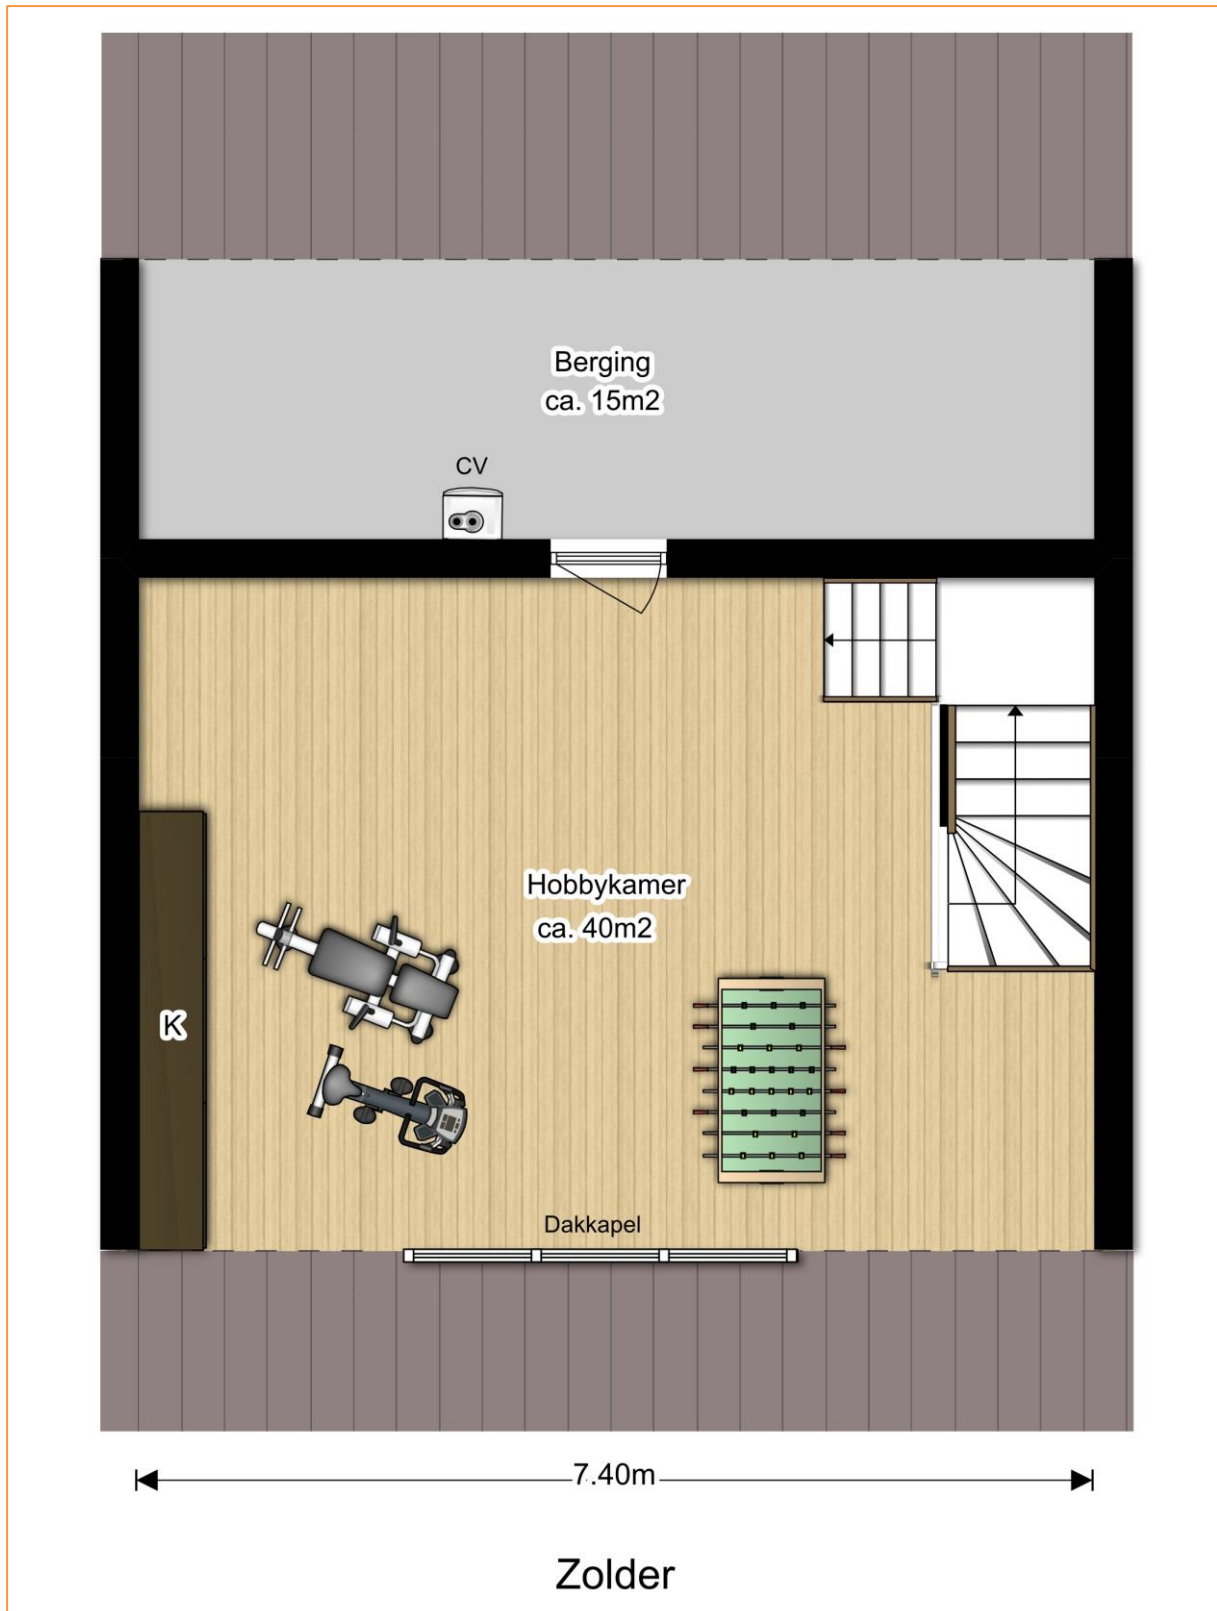 Berging
ca. 15m2
CV
Hobbykamer
ca. 40m2
K
Dakkapel
7.40m
Zolder